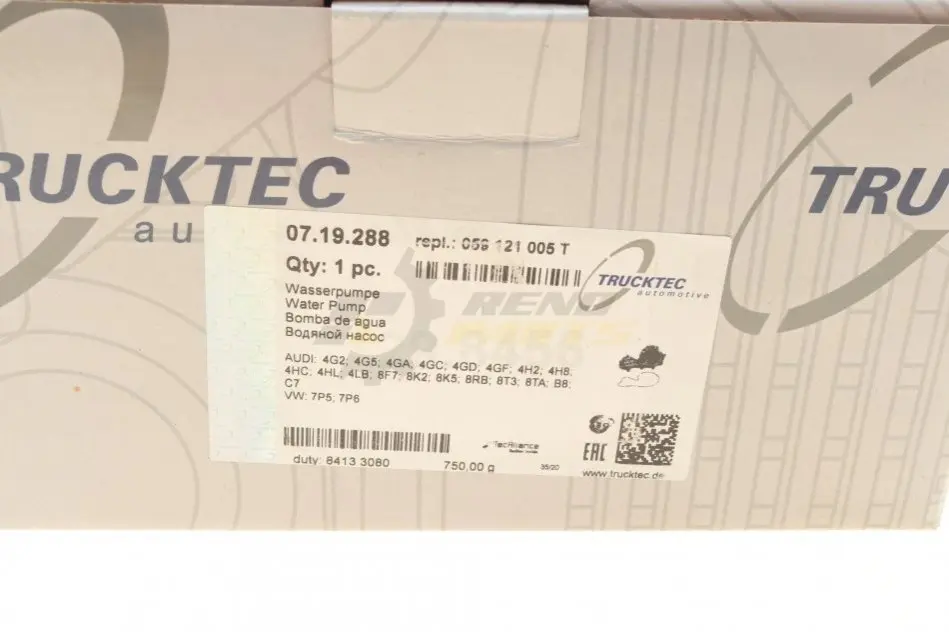 TRUCKTEC
au
TRU
07.19.288 repl.: 059 121 005 T
Qty: 1 pc.
TRUCKTEC
automotive
Wasserpumpe
Water Pump
Bomba de agua
Водяной насос
REND
PARTS
AUDI: 4G2; 4G5; 4GA; 4GC; 4GD; 4GF; 4H2; 4H8;
4HC; 4HL; 4LB; 8F7; 8K2; 8K5; 8RB; 8T3; 8TA; B8;
C7
VW: 7P5; 7P6
TecAlliance
EAC
duty: 8413 3080 750,00 g 35/20 www.trucktec.de